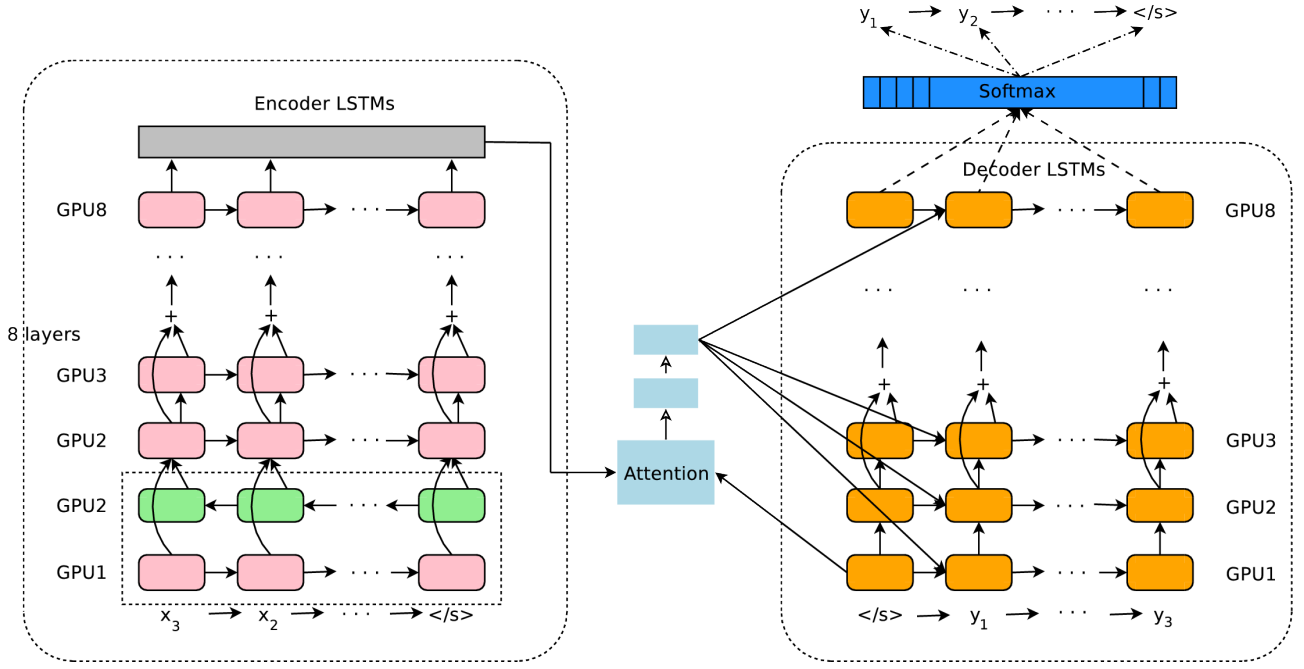 y1 y2 · · · </s>
Softmax
Encoder LSTMs
Decoder LSTMs
GPU8 · · ·
· · · GPU8
· · · · · · · · ·
· · · · · · · · ·
+ + +
8 layers
GPU3 · · ·
+ + +
GPU2 · · ·
· · · GPU3
Attention
GPU2 · · ·
· · · GPU2
GPU1 · · ·
· · · GPU1
x3 x2 · · · </s>
</s> y1 · · · y3